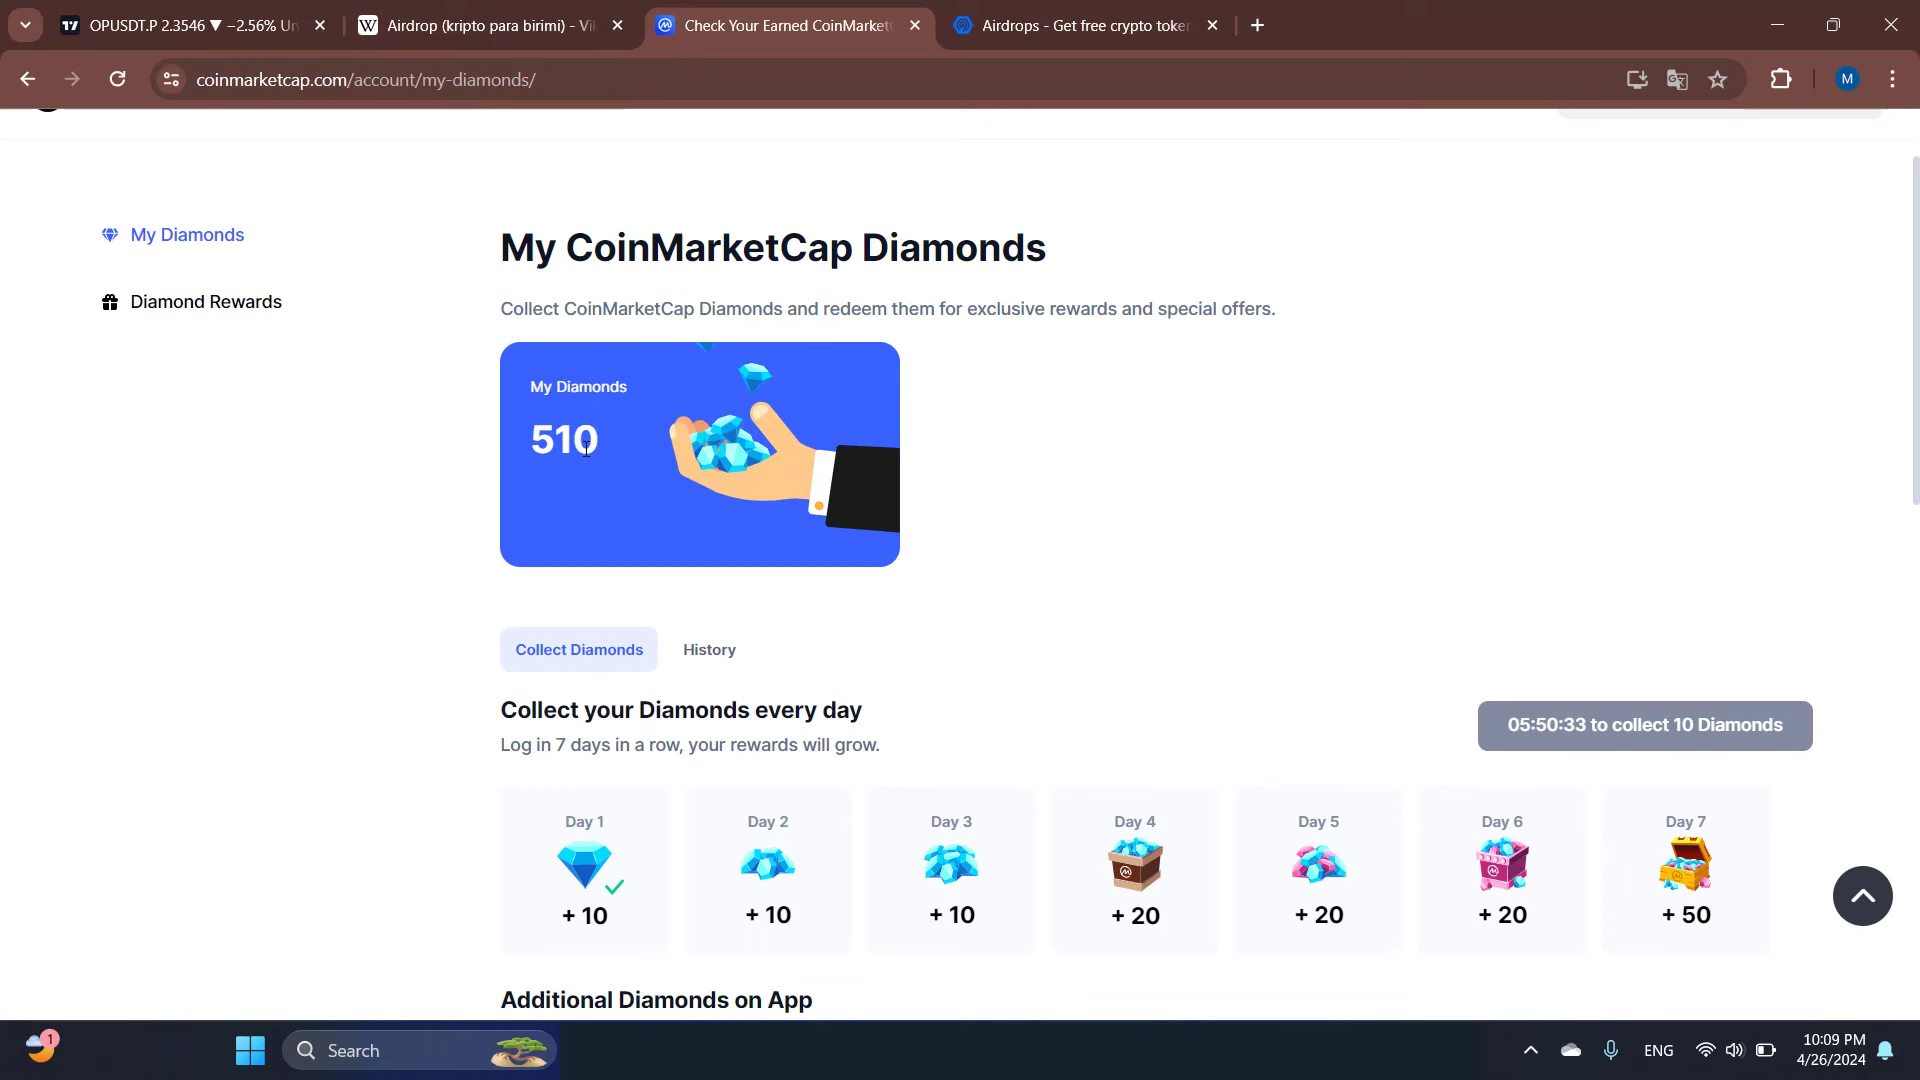 OPUSDT.P 2.3546 ▼ −2.56% Un
Airdrop (kripto para birimi) - Vi
Check Your Earned CoinMarket
Airdrops - Get free crypto toke
coinmarketcap.com/account/my-diamonds/
M
My Diamonds
Diamond Rewards
My CoinMarketCap Diamonds
Collect CoinMarketCap Diamonds and redeem them for exclusive rewards and special offers.
My Diamonds
510
Collect Diamonds
History
Collect your Diamonds every day
Log in 7 days in a row, your rewards will grow.
05:50:33 to collect 10 Diamonds
Day 1
Day 2
Day 3
Day 4
Day 5
Day 6
Day 7
+ 10
+ 10
+ 10
+ 20
+ 20
+ 20
+ 50
Additional Diamonds on App
1
Search
ENG
10:09 PM
4/26/2024